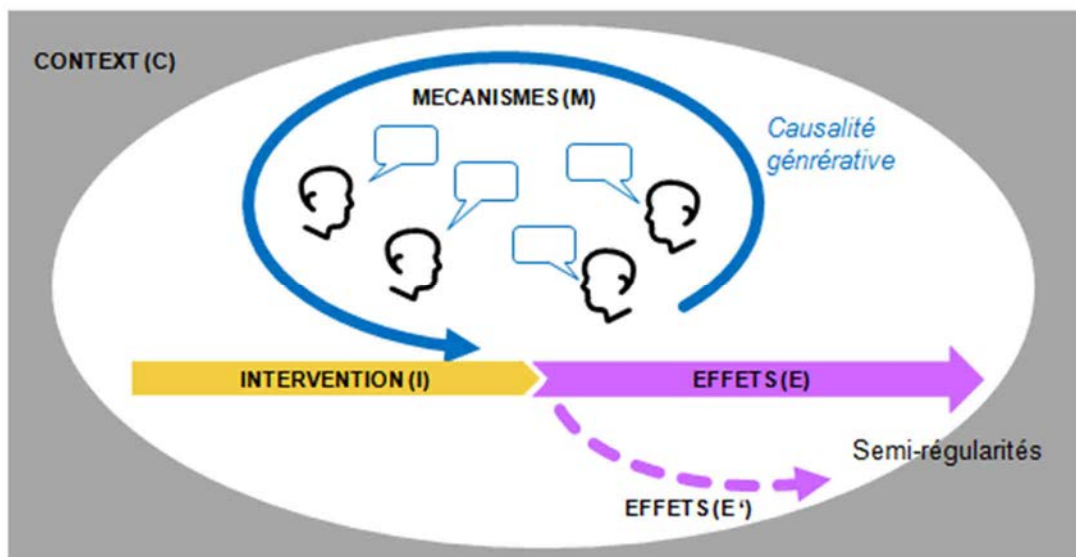 CONTEXT (C)
MECANISMES (M)
Causalité
génrérative
INTERVENTION (I)
EFFETS (E)
Semi-régularités
EFFETS (E ‘)